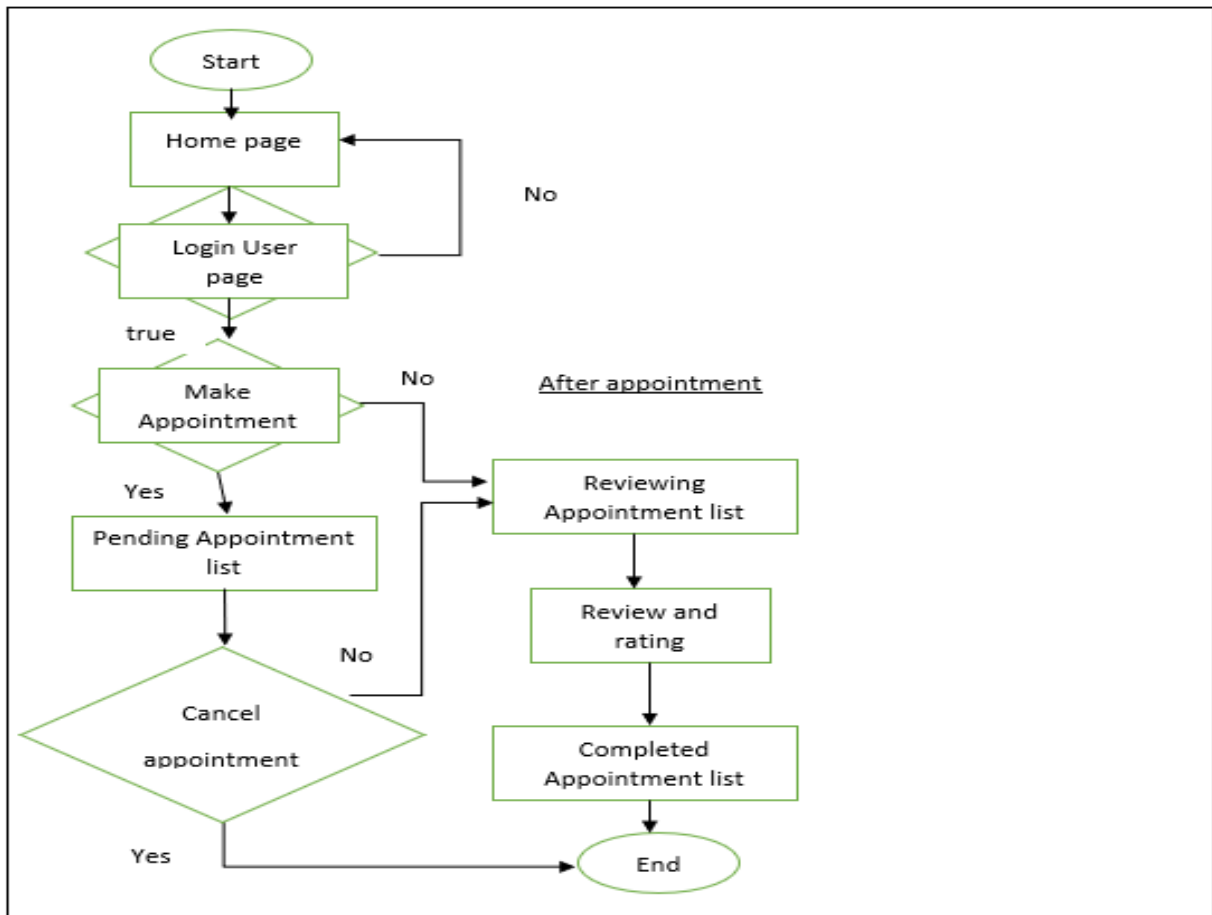 Start
Home page
No
Login User
page
true
Make
Appointment
No
After appointment
Yes
Reviewing
Appointment list
Pending Appointment
list
Review and
rating
No
Cancel
appointment
Completed
Appointment list
Yes
End